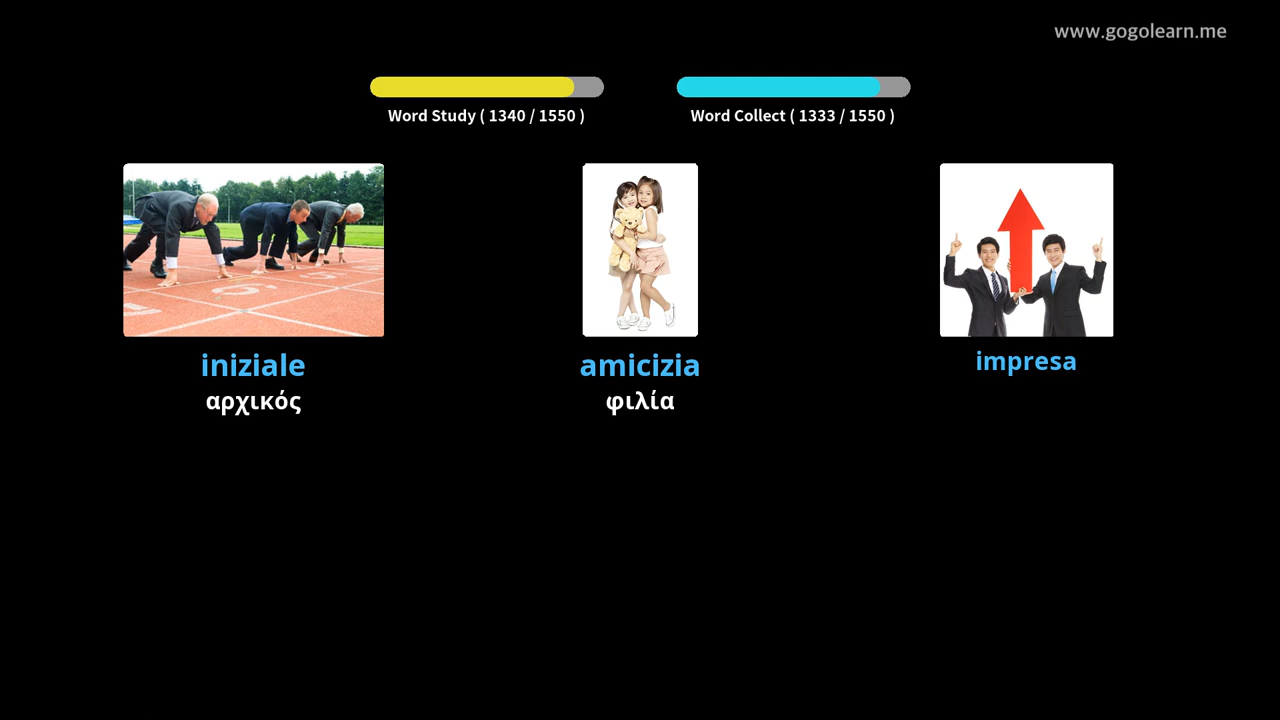 www.gogolearn.me
Word Study ( 1340 / 1550 )
Word Collect ( 1333 / 1550 )
iniziale
αρχικός
amicizia
φιλία
impresa